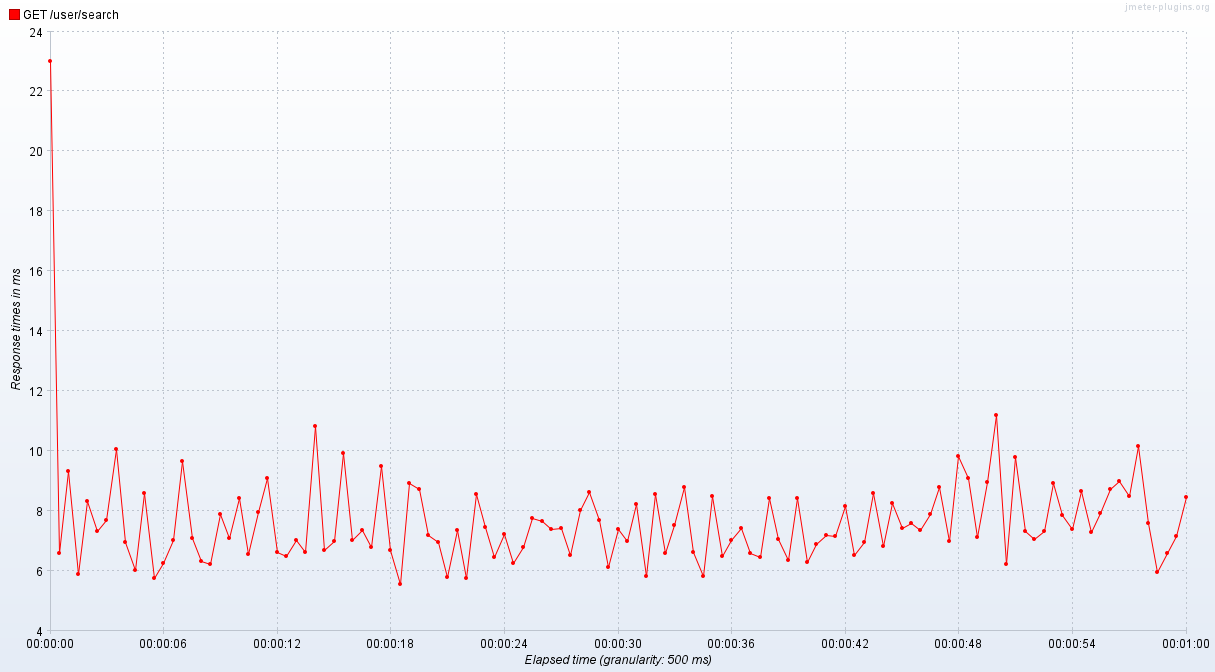 GET /user/search
jmeter-plugins.org
24
22
20
18
16
14
12
10
8
6
4
Response times in ms
00:00:00 00:00:06 00:00:12 00:00:18 00:00:24 00:00:30 00:00:36 00:00:42 00:00:48 00:00:54 00:01:00
Elapsed time (granularity: 500 ms)